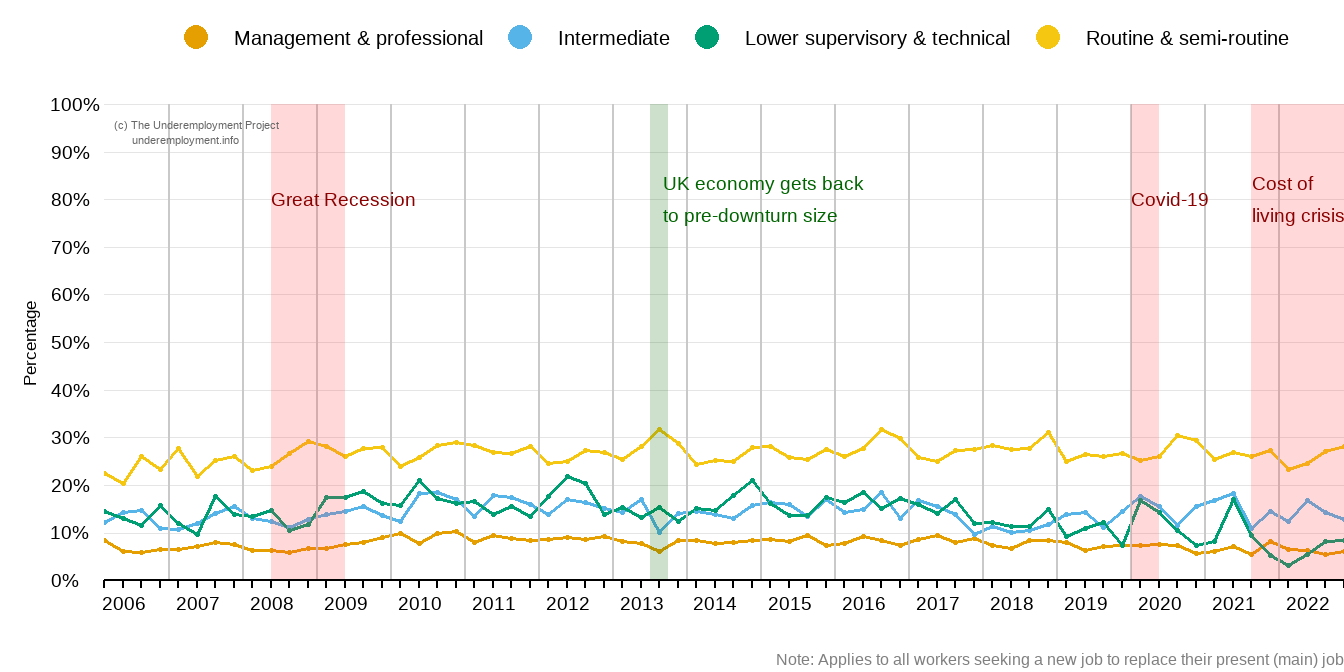 Management & professional
Intermediate
Lower supervisory & technical
Routine & semi-routine
100%
(c) The Underemployment Project
underemployment.info
90%
UK economy gets back
to pre-downturn size
Cost of
living crisis
Great Recession
Covid-19
80%
70%
60%
50%
40%
30%
20%
10%
0%
Percentage
2006 2007 2008 2009 2010 2011 2012 2013 2014 2015 2016 2017 2018 2019 2020 2021 2022
Note: Applies to all workers seeking a new job to replace their present (main) job